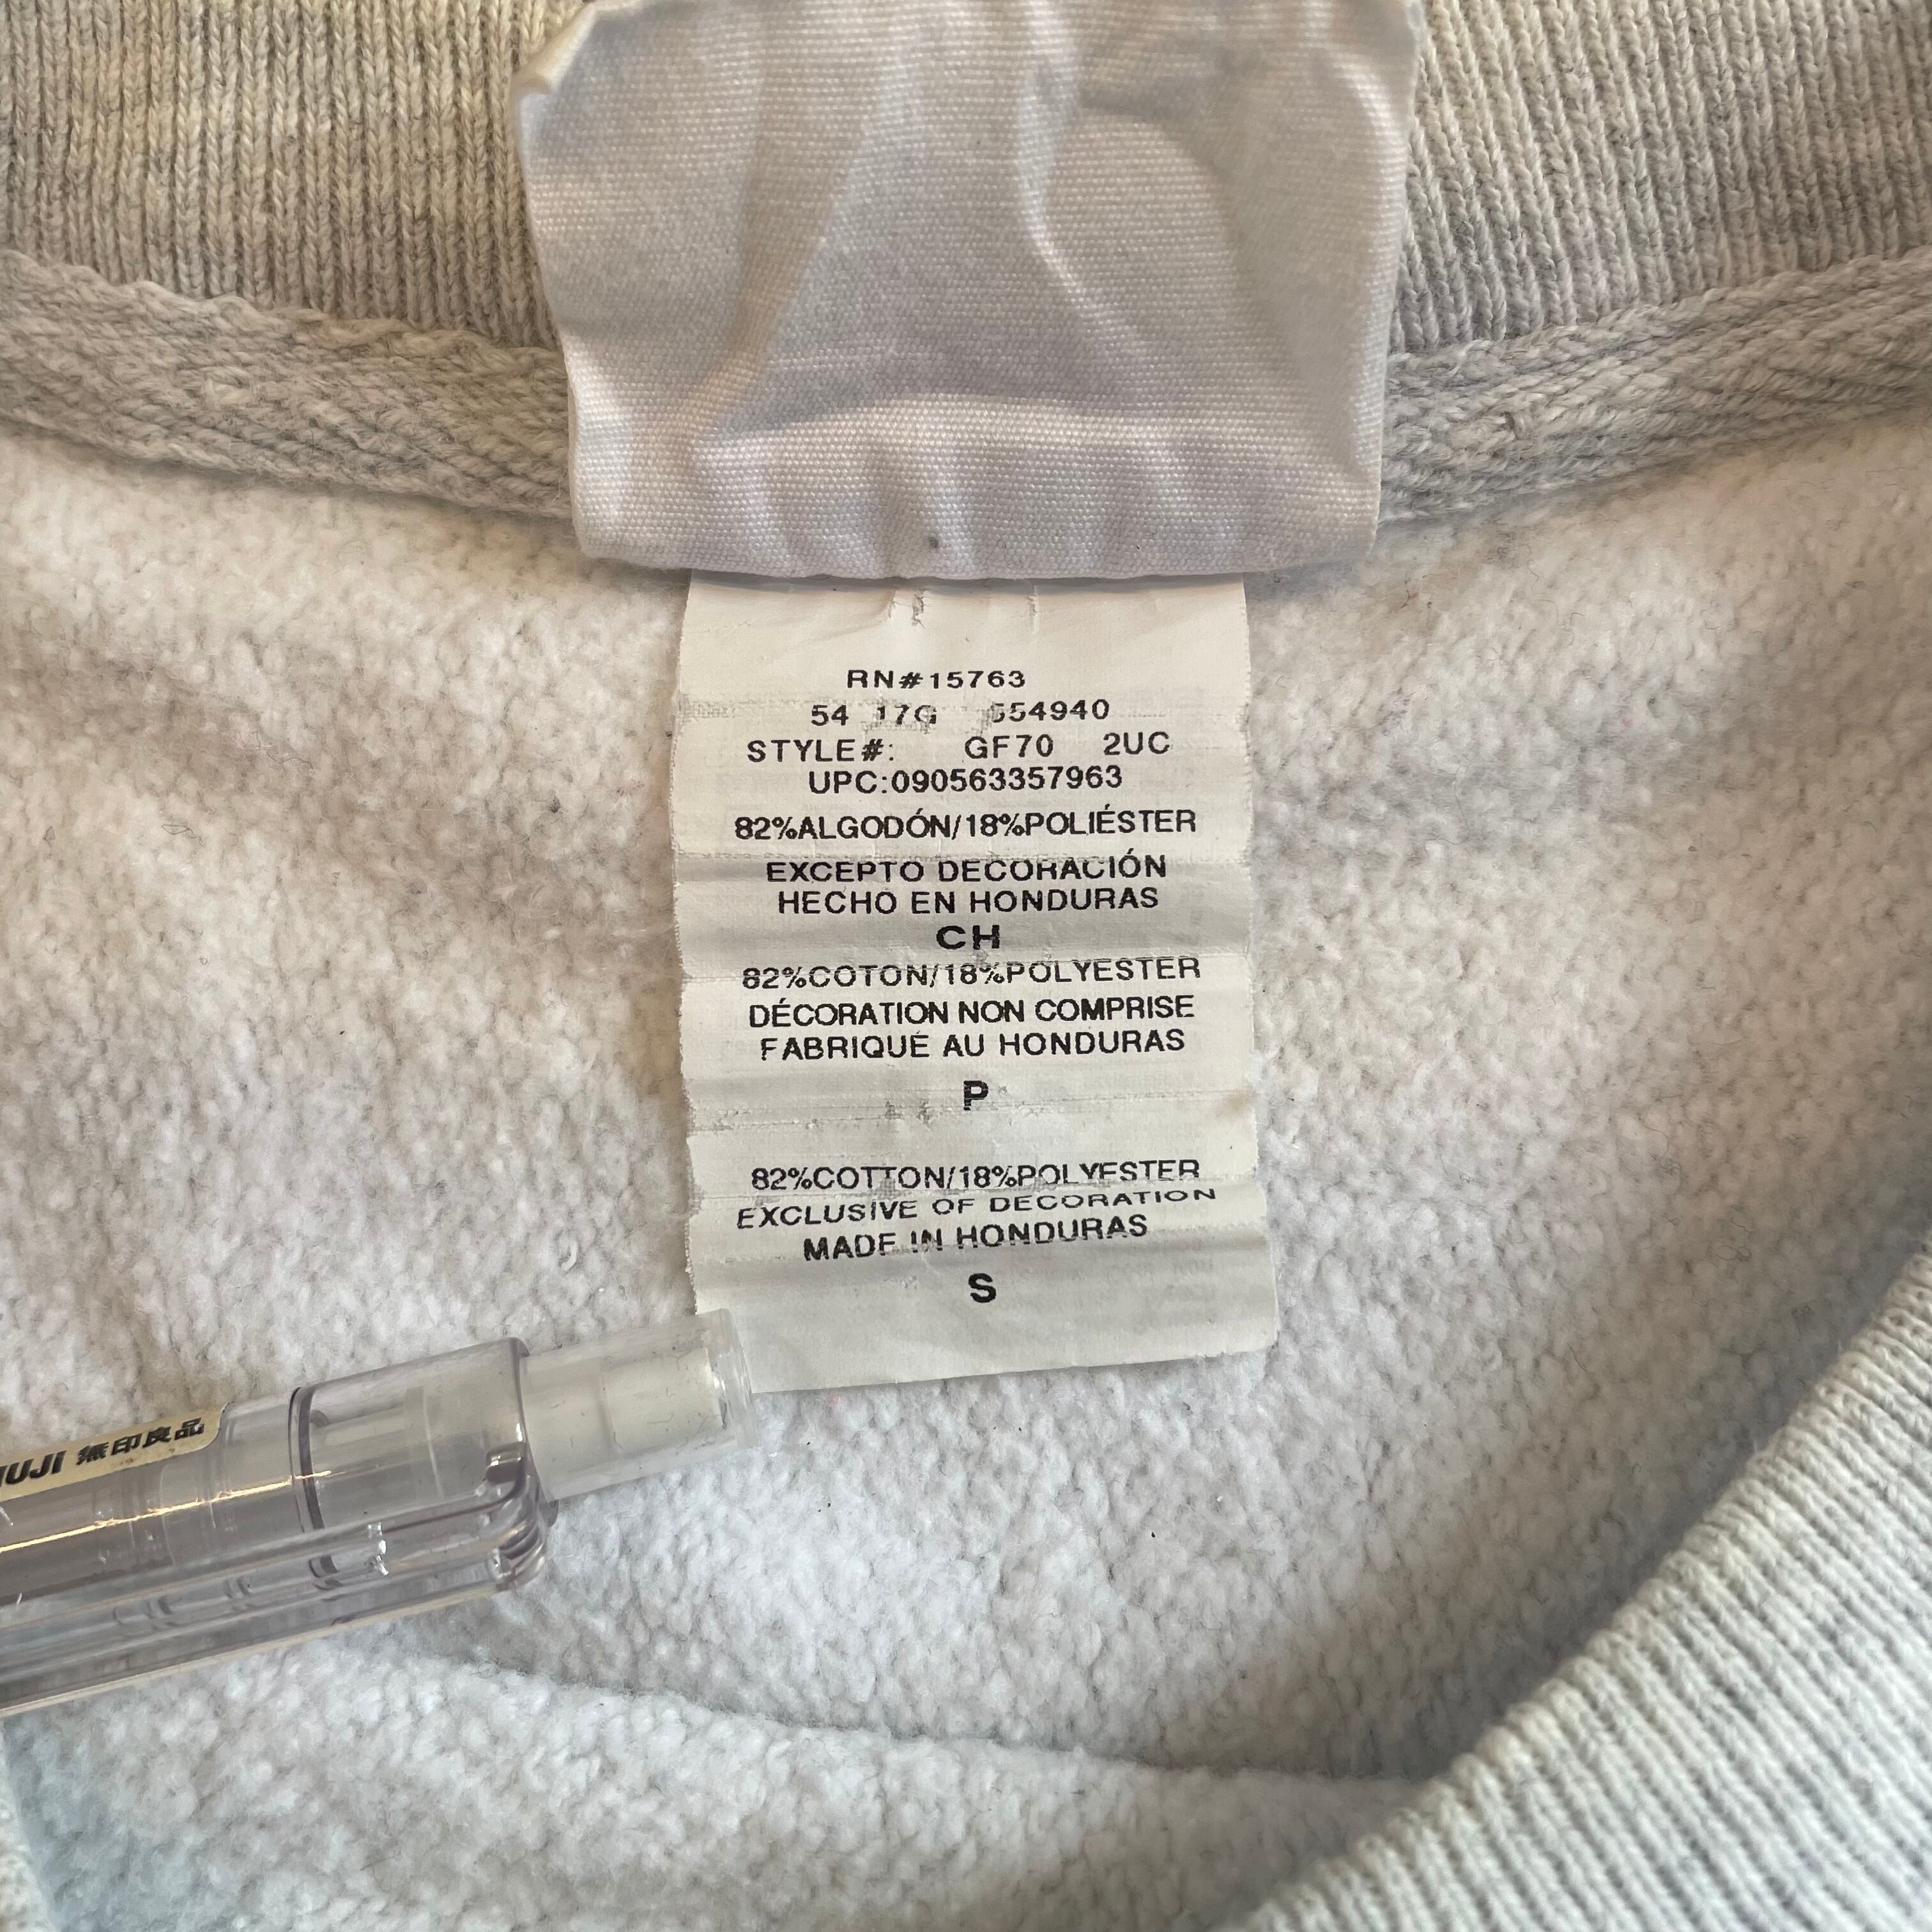 RN#15763
54 17G 554940
STYLE#: GF70 2UC
UPC:090563357963
82%ALGODÓN/18%POLIÉSTER
EXCEPTO DECORACIÓN
HECHO EN HONDURAS
CH
82%COTON/18%POLYESTER
DÉCORATION NON COMPRISE
FABRIQUÉ AU HONDURAS
P
82%COTTON/18%POLYESTER
EXCLUSIVE OF DECORATION
MADE IN HONDURAS
S
無印良品